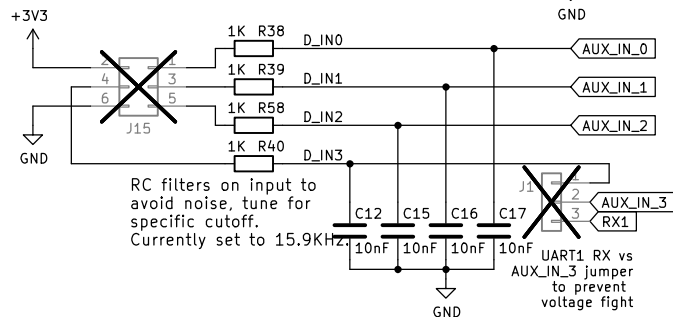 GND
+3V3
1K R38 D_IN0 AUX_IN_0
2 1
1K R39 D_IN1 AUX_IN_1
4 3
1K R58 D_IN2 AUX_IN_2
6 5
J15
GND
1K R40 D_IN3
RC filters on input to
avoid noise, tune for
specific cutoff.
Currently set to 15.9KHz.
C12 C15 C16 C17
10nF 10nF 10nF 10nF
J1
1
2 AUX_IN_3
3 RX1
UART1 RX vs
AUX_IN_3 jumper
to prevent
voltage fight
GND